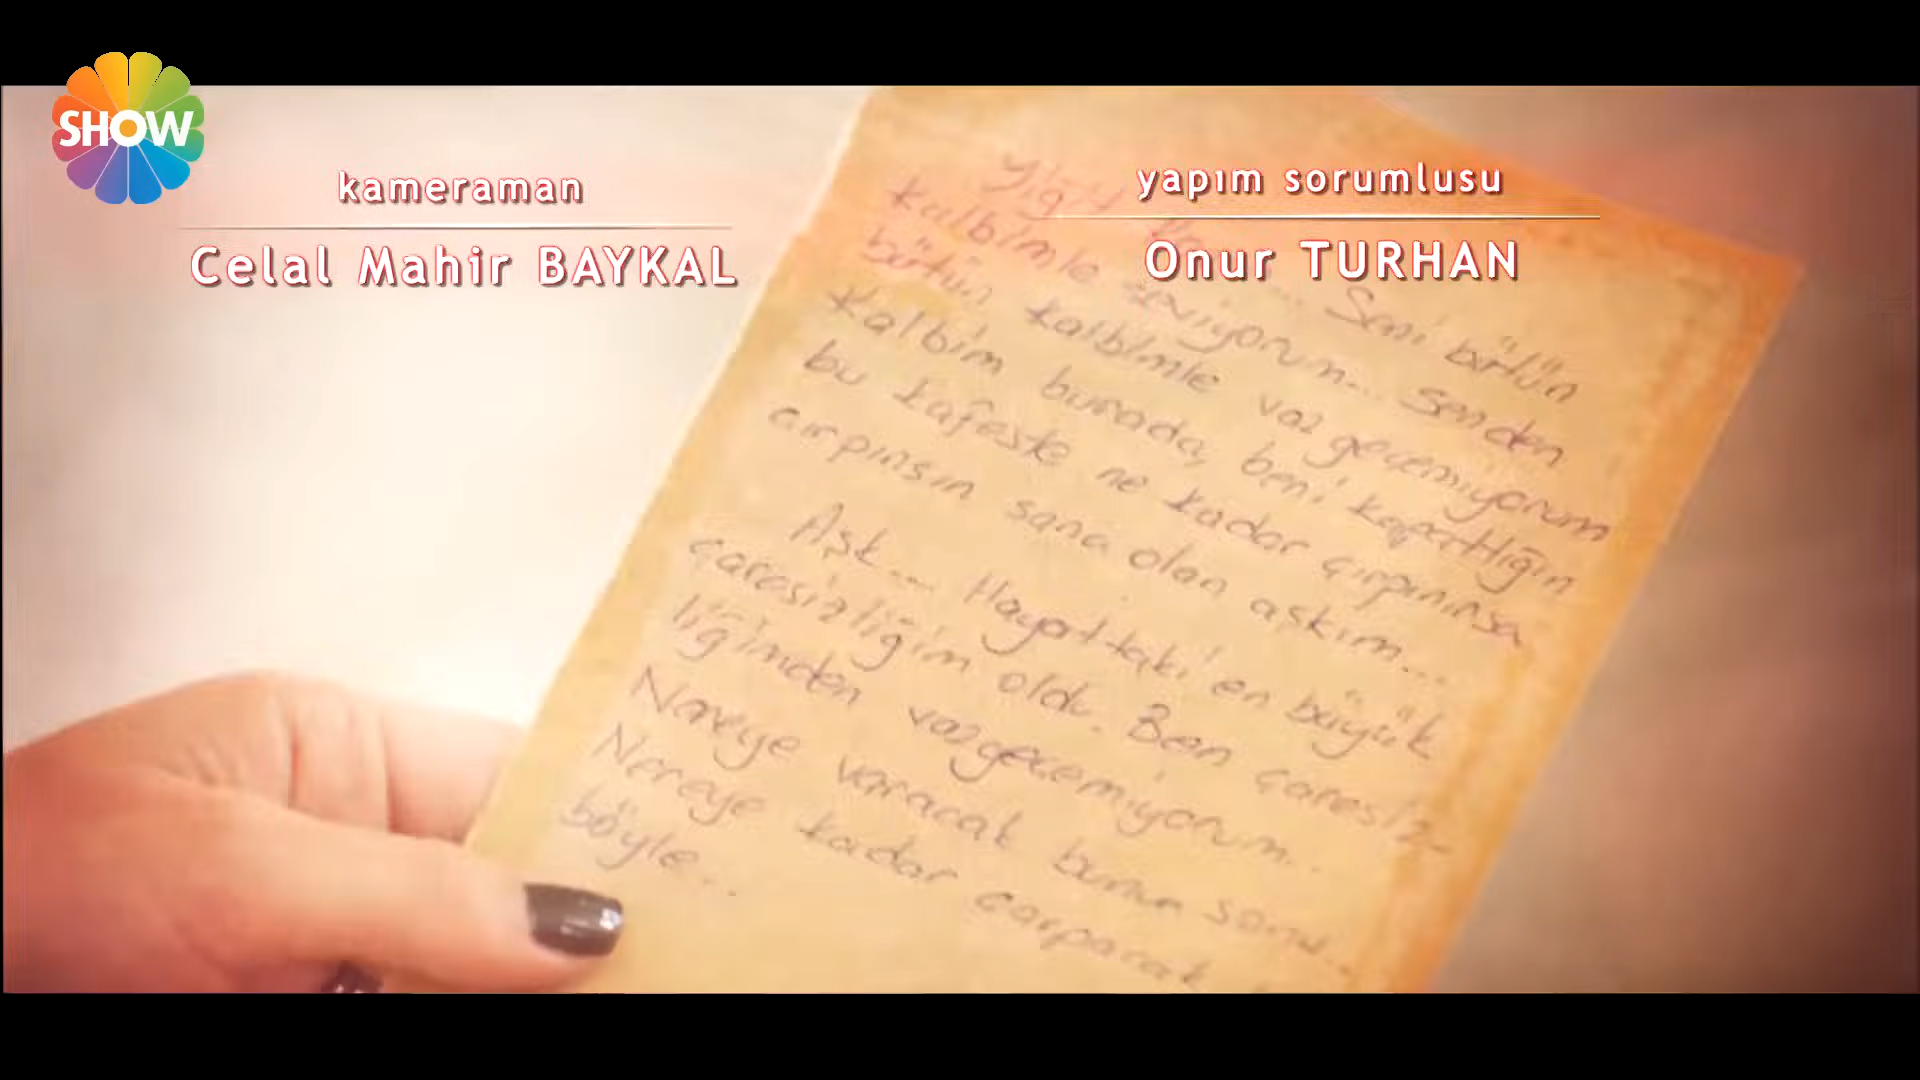 SHOW
kameraman
Celal Mahir BAYKAL
yapım sorumlusu
Onur TURHAN
Seni bütün
kalbimle seviyorum... Senden
bütün kalbimle vazgeçemiyorum
Kalbim burada, beni kapattığın
bu kafeste ne kadar çırpınırsa
çırpınsın sana olan aşkım...
Aşk... Hayattaki en büyük
çaresizliğim oldu. Ben çaresiz-
liğimden vazgeçemiyorum..
Nereye varacak bunun sonu...
Nereye kadar çarpacak
böyle..